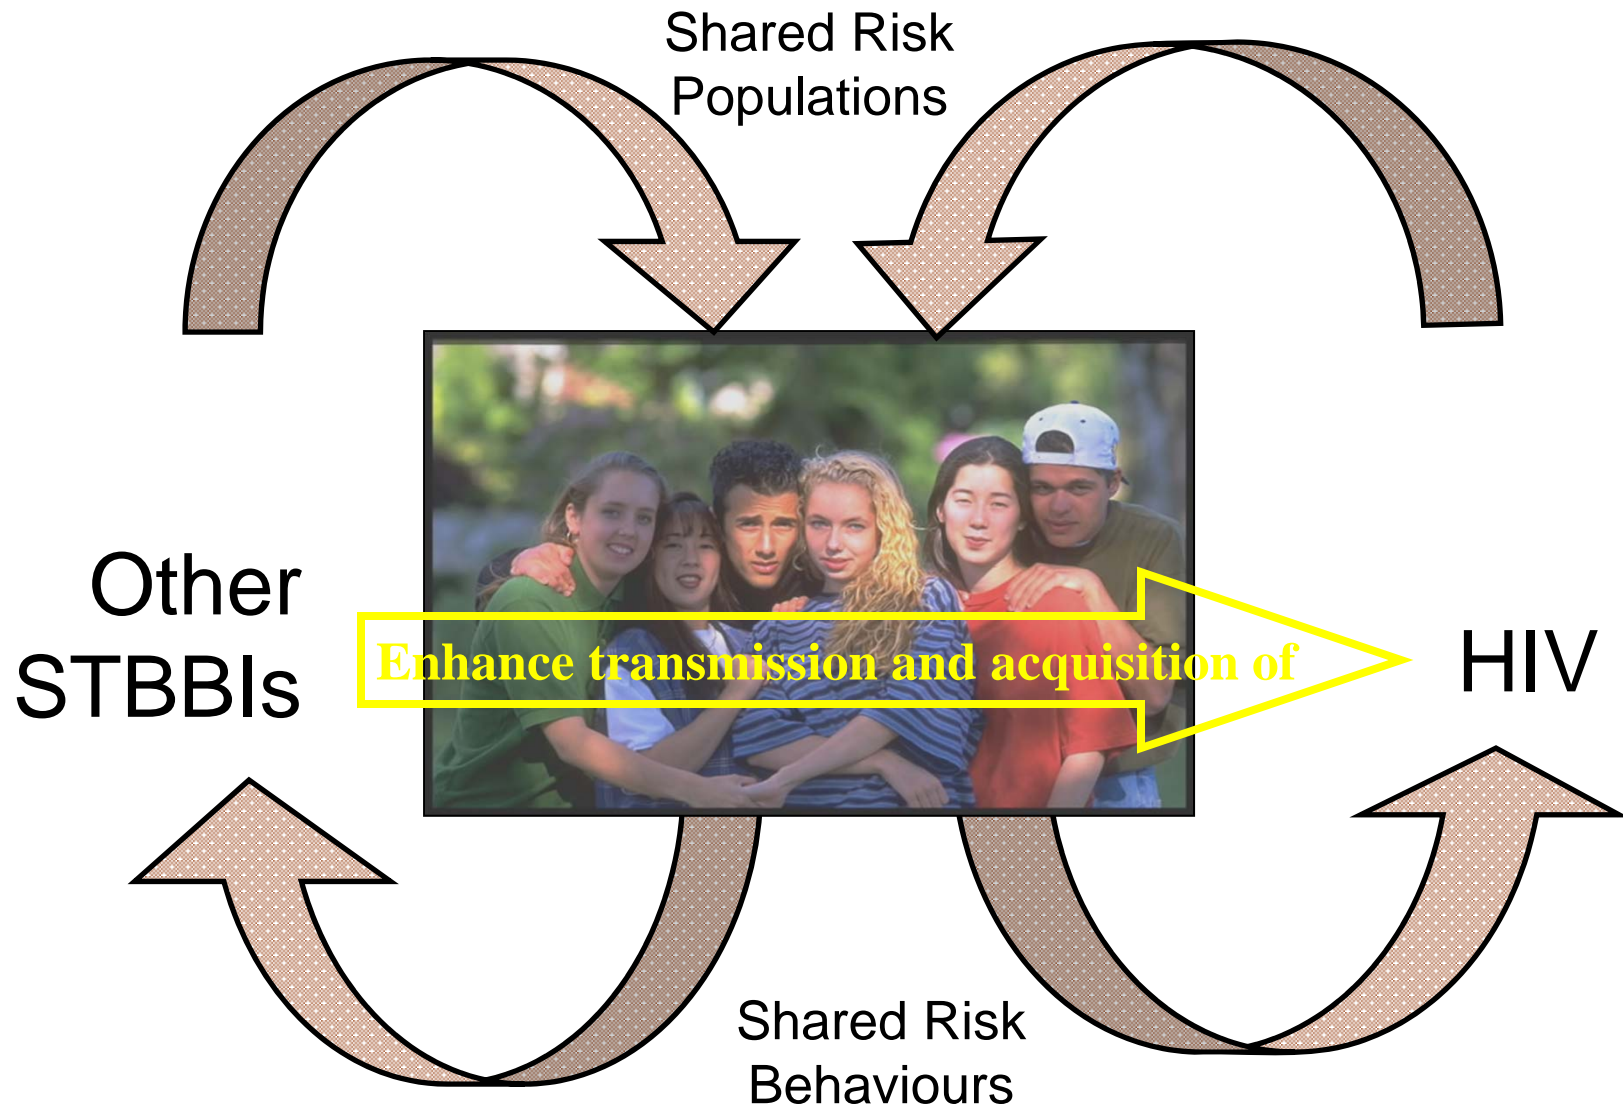 Shared Risk
Populations
Other
STBBIs
Enhance transmission and acquisition of
HIV
Shared Risk
Behaviours